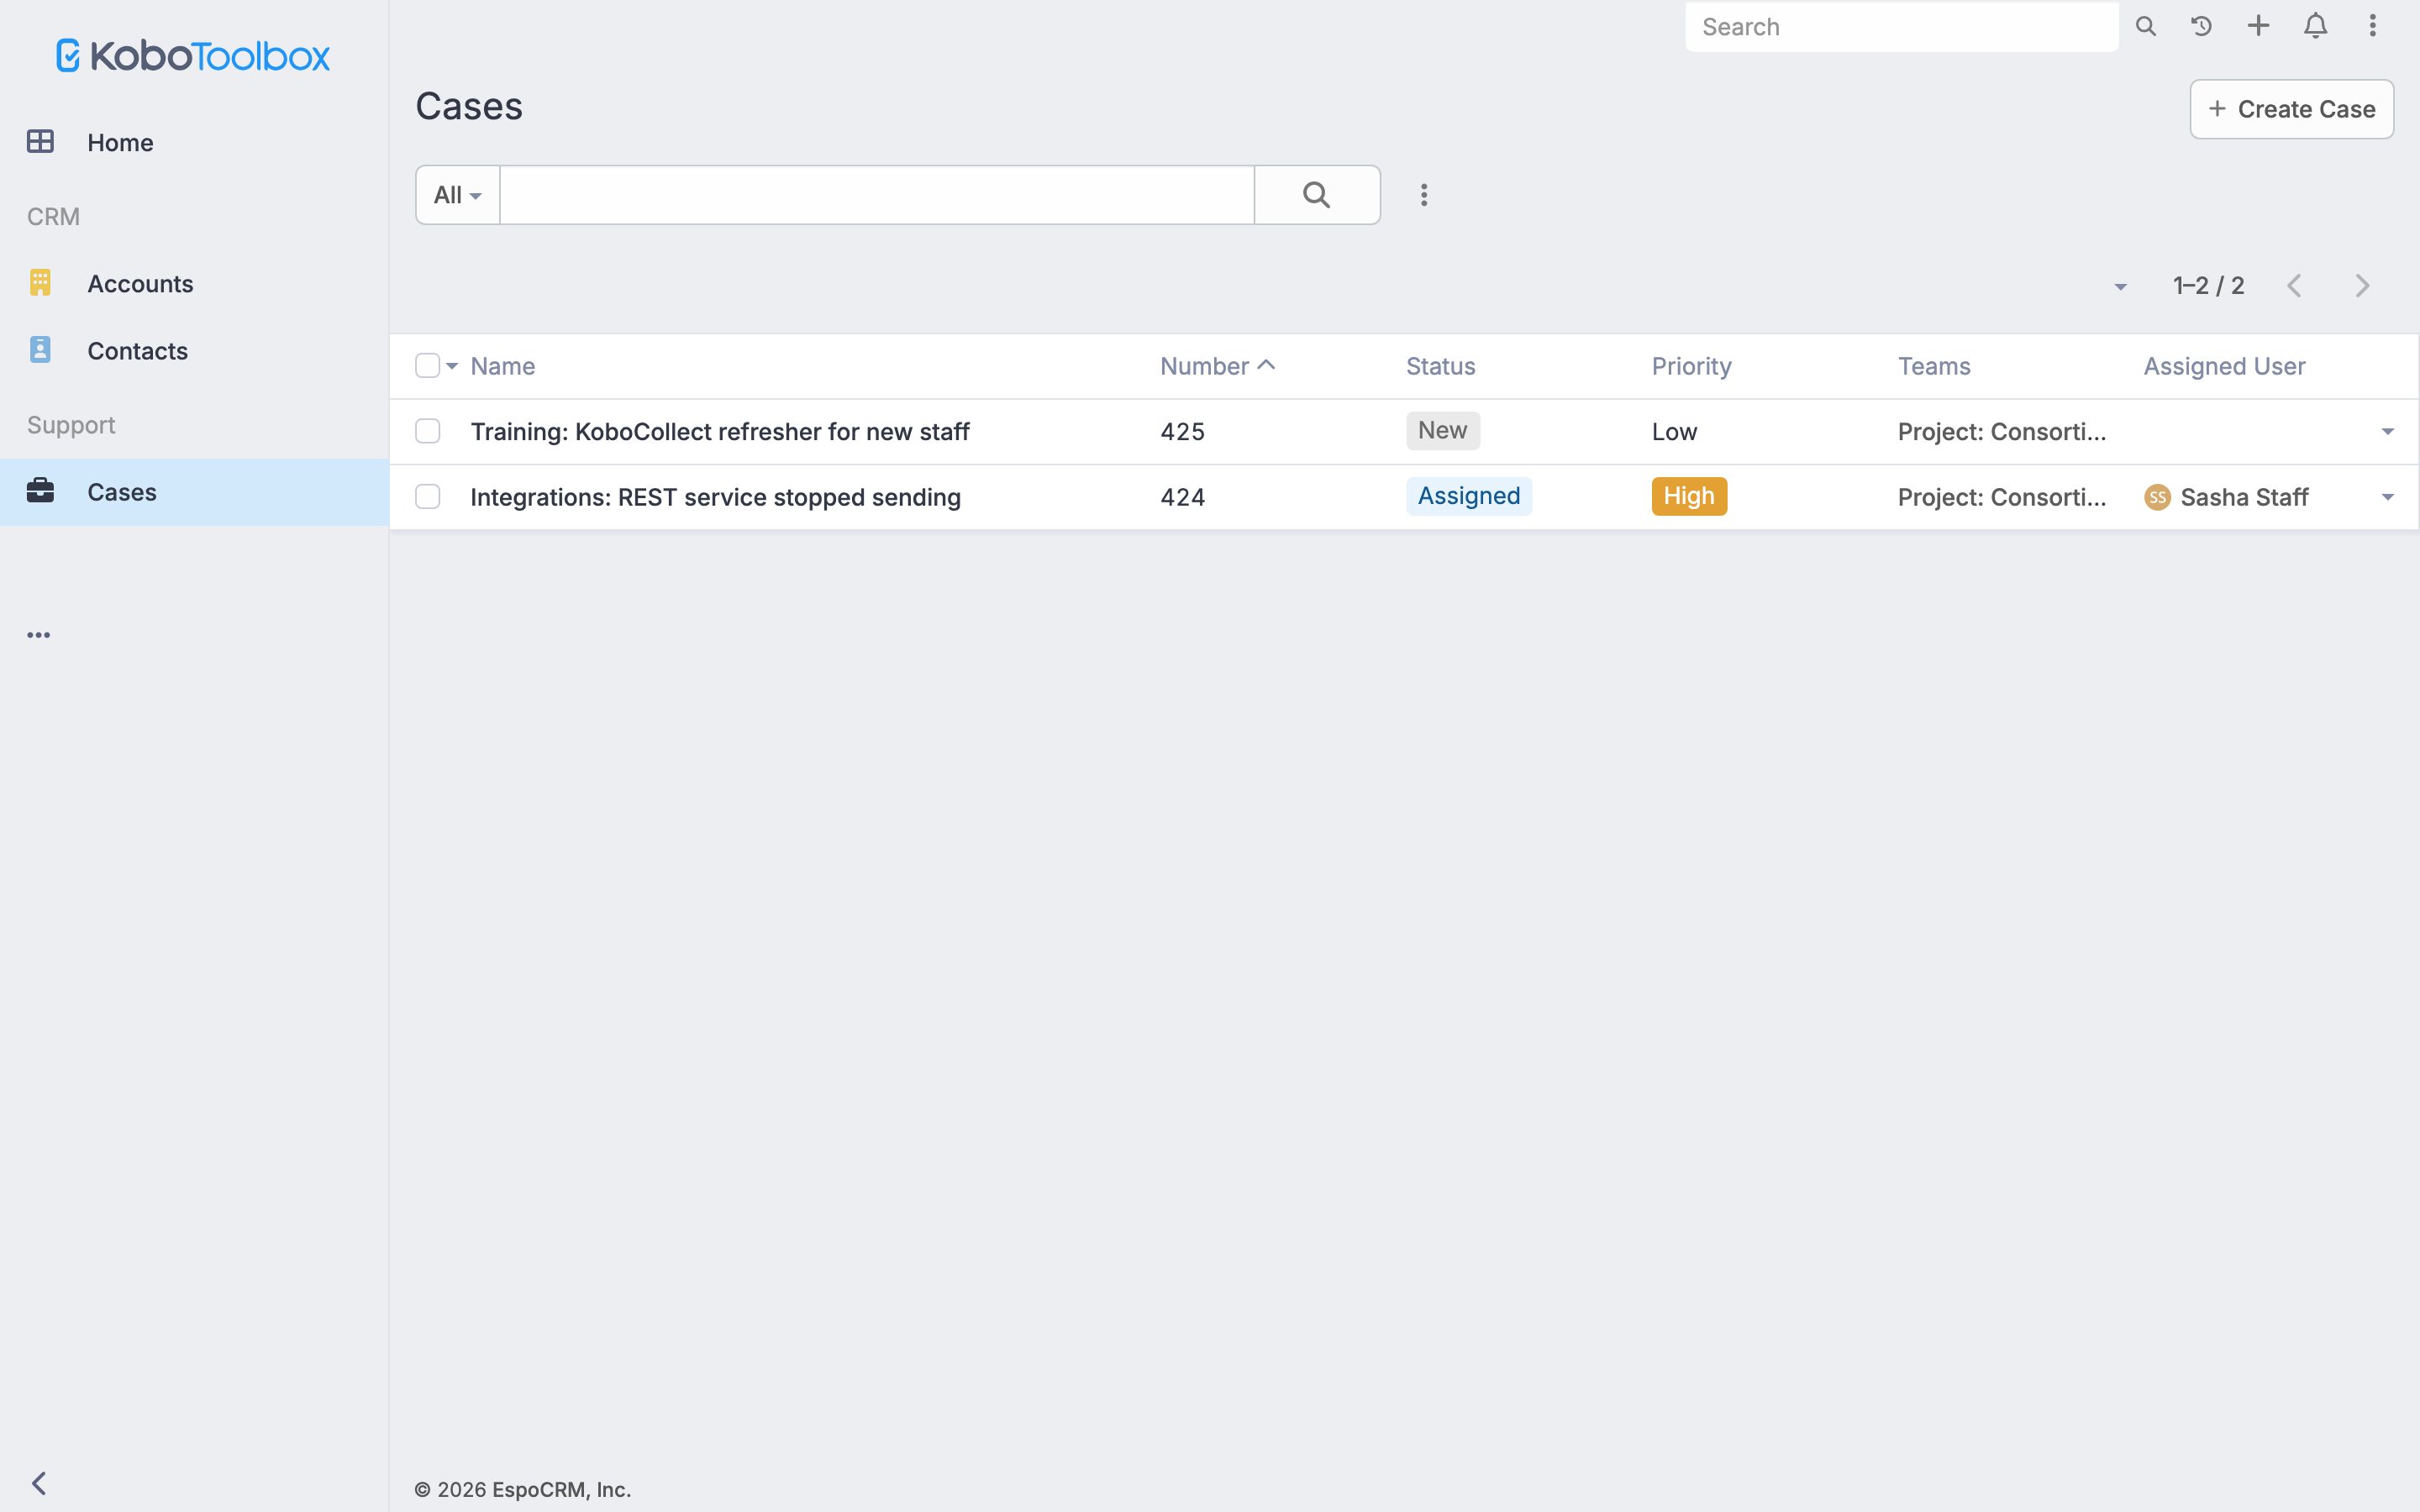 KoboToolbox
Search
Home
CRM
Accounts
Contacts
Support
Cases
Cases
+ Create Case
All
1–2 / 2
Name Number Status Priority Teams Assigned User
Training: KoboCollect refresher for new staff 425 New Low Project: Consorti...
Integrations: REST service stopped sending 424 Assigned High Project: Consorti... SS Sasha Staff
© 2026 EspoCRM, Inc.